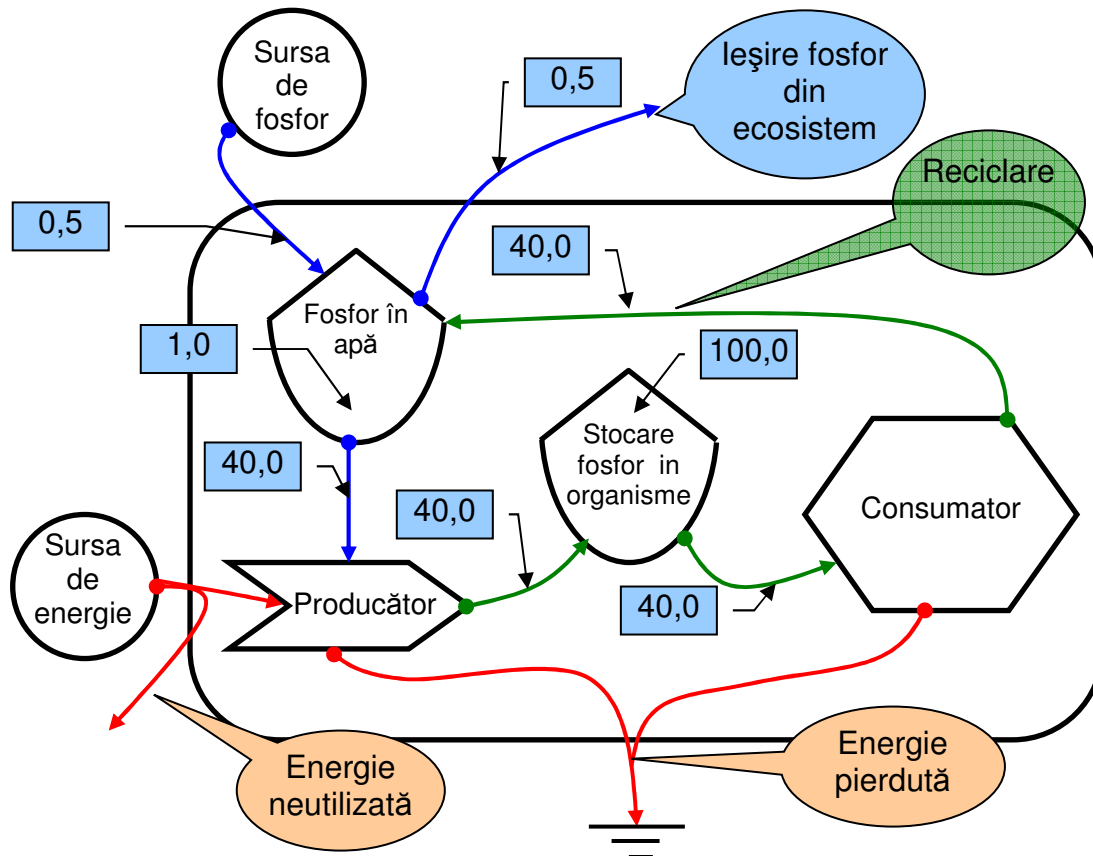 Sursa
de
fosfor
0,5
Ieşire fosfor
din
ecosistem
Reciclare
0,5
40,0
Fosfor în
apă
1,0
100,0
Stocare
fosfor in
organisme
40,0
40,0
Consumator
Sursa
de
energie
Producător
40,0
Energie
neutilizată
Energie
pierdută